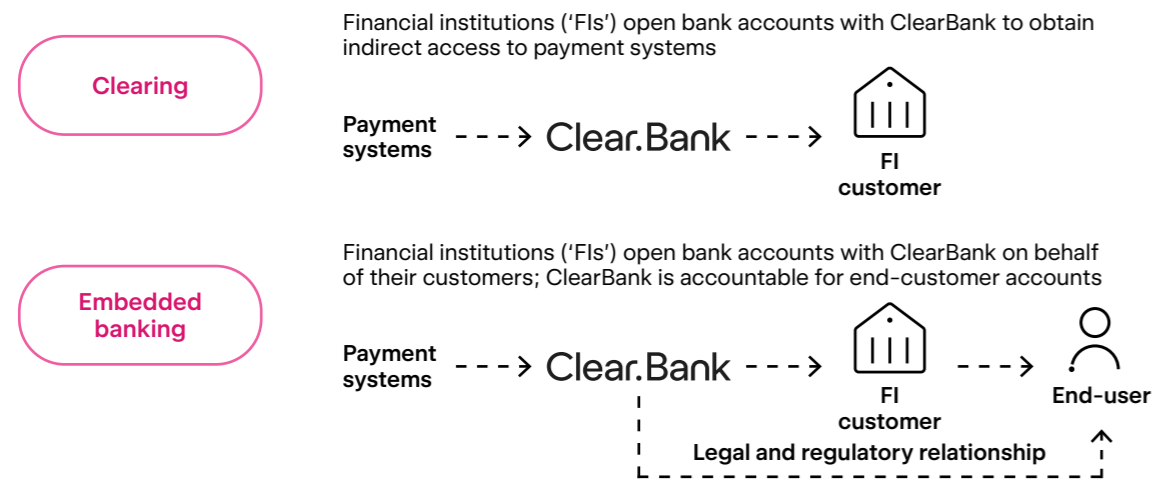 Clearing
Financial institutions (‘FIs’) open bank accounts with ClearBank to obtain
indirect access to payment systems
Payment
systems
Clear.Bank
FI
customer
Embedded
banking
Financial institutions (‘FIs’) open bank accounts with ClearBank on behalf
of their customers; ClearBank is accountable for end-customer accounts
Payment
systems
Clear.Bank
FI
customer
End-user
Legal and regulatory relationship